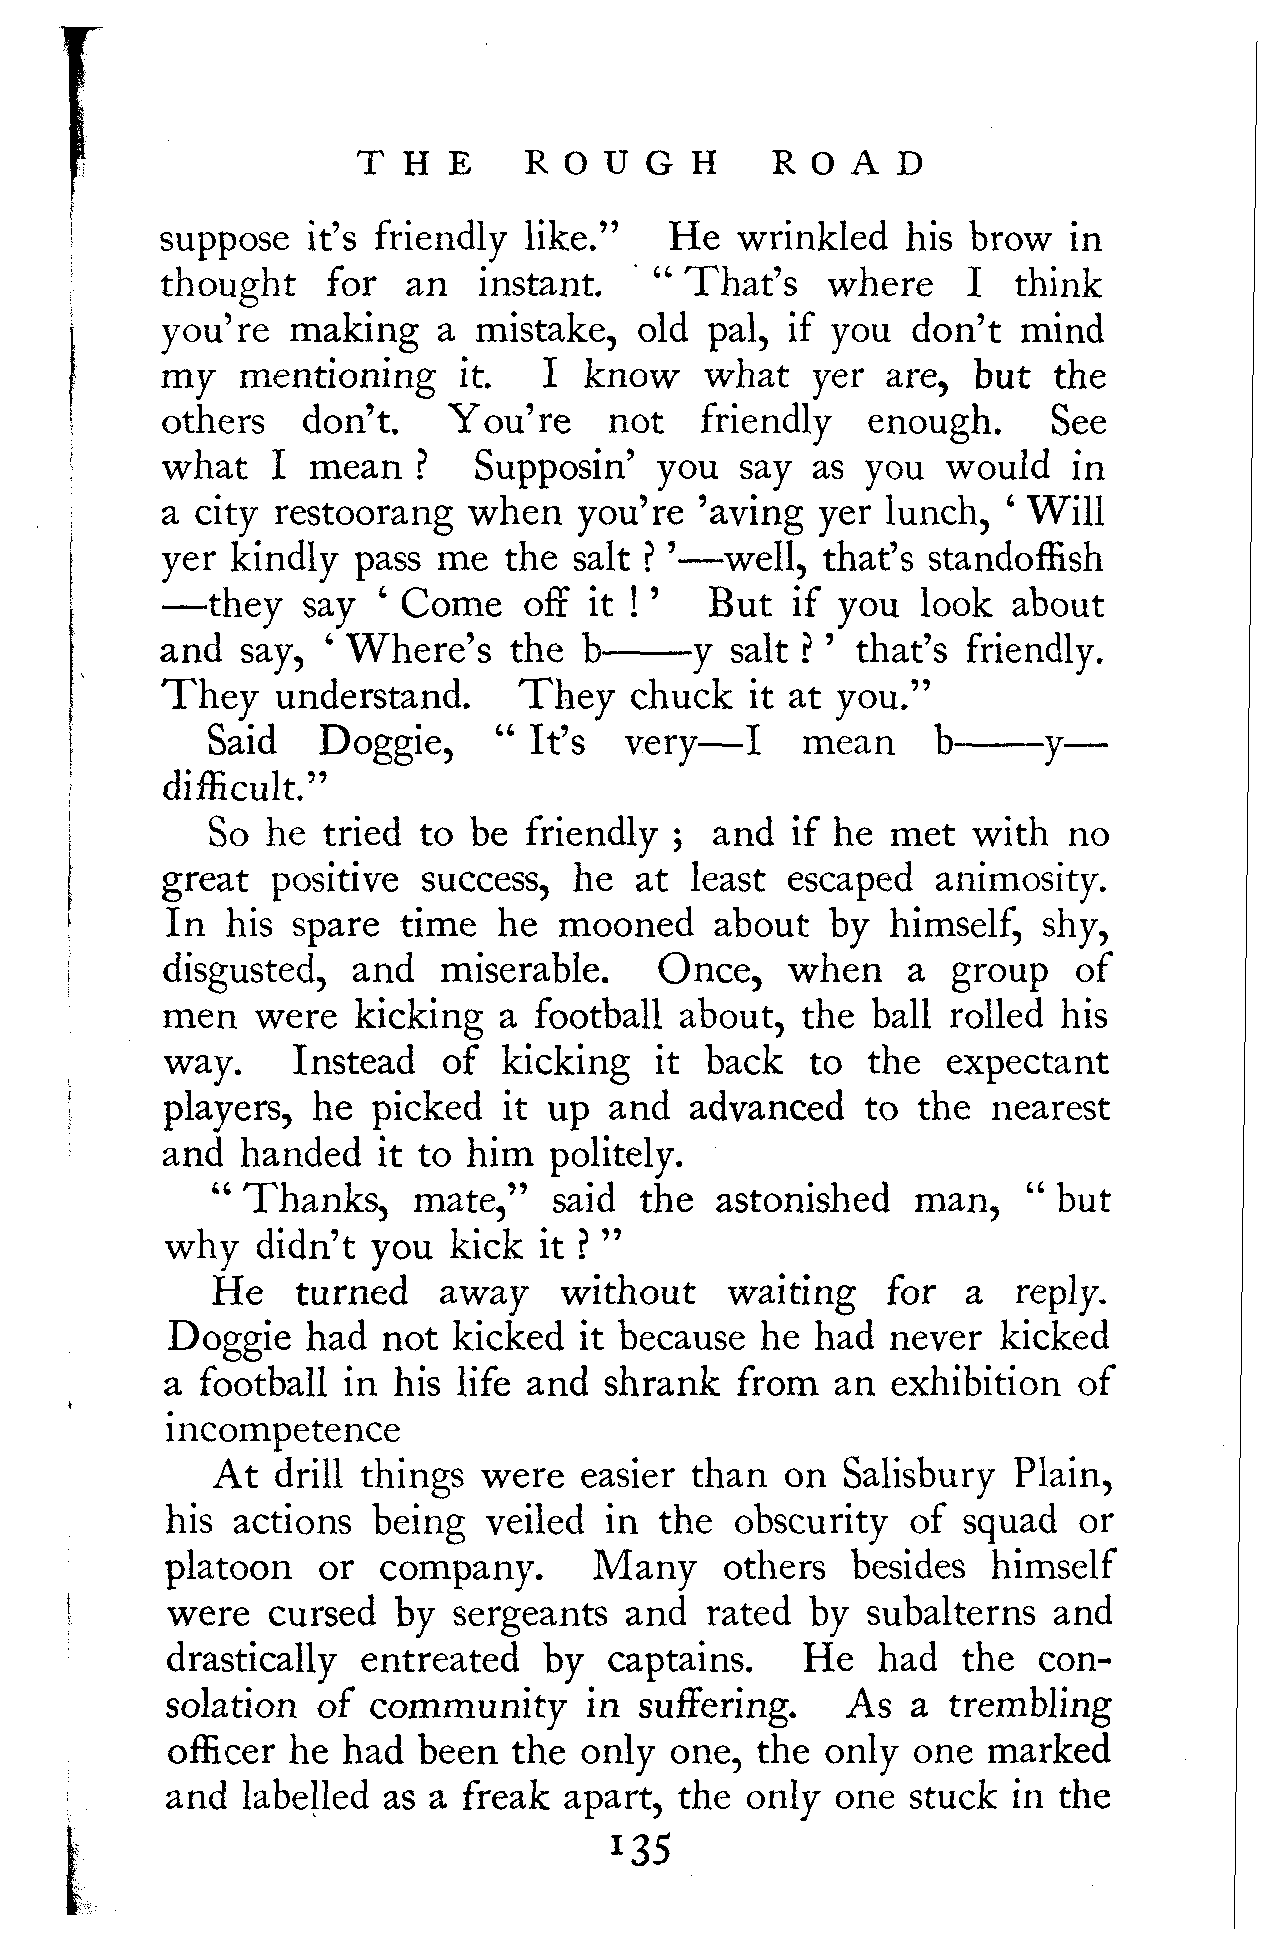 THE ROUGH ROAD
suppose it's friendly like." He wrinkled his brow in
thought for an instant. "That's where I think
you're making a mistake, old pal, if you don't mind
my mentioning it. I know what yer are, but the
others don't. You're not friendly enough. See
what I mean? Supposin' you say as you would in
a city restoorang when you're 'aving yer lunch, 'Will
yer kindly pass me the salt?'—well, that's standoffish
—they say 'Come off it!' But if you look about
and say, 'Where's the b——y salt?' that's friendly.
They understand. They chuck it at you."
Said Doggie, "It's very—I mean b——y—
difficult."
So he tried to be friendly; and if he met with no
great positive success, he at least escaped animosity.
In his spare time he mooned about by himself, shy,
disgusted, and miserable. Once, when a group of
men were kicking a football about, the ball rolled his
way. Instead of kicking it back to the expectant
players, he picked it up and advanced to the nearest
and handed it to him politely.
"Thanks, mate," said the astonished man, "but
why didn't you kick it?"
He turned away without waiting for a reply.
Doggie had not kicked it because he had never kicked
a football in his life and shrank from an exhibition of
incompetence
At drill things were easier than on Salisbury Plain,
his actions being veiled in the obscurity of squad or
platoon or company. Many others besides himself
were cursed by sergeants and rated by subalterns and
drastically entreated by captains. He had the con-
solation of community in suffering. As a trembling
officer he had been the only one, the only one marked
and labelled as a freak apart, the only one stuck in the
135